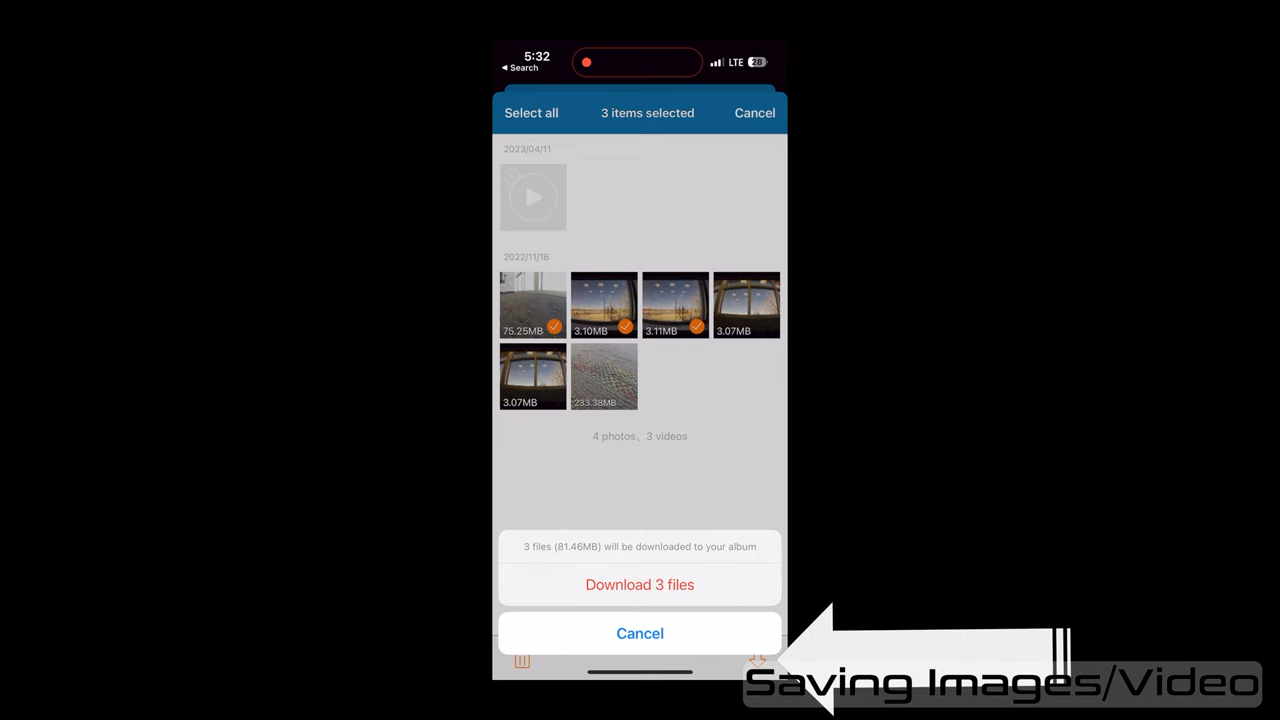 5:32
Search
LTE
28
Select all
3 items selected
Cancel
2023/04/11
2022/11/16
75.25MB
3.10MB
3.11MB
3.07MB
3.07MB
233.38MB
4 photos、3 videos
3 files (81.46MB) will be downloaded to your album
Download 3 files
Cancel
Saving Images/Video